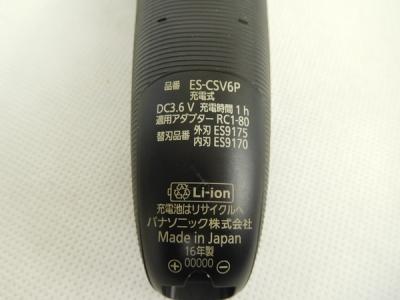 品番 ES-CSV6P
充電式
DC3.6 V 充電時間 1 h
適用アダプター RC1-80
替刃品番 外刃 ES9175
内刃 ES9170
Li-ion
充電池はリサイクルへ
パナソニック株式会社
Made in Japan
16年製
⊕ 00000 ⊖